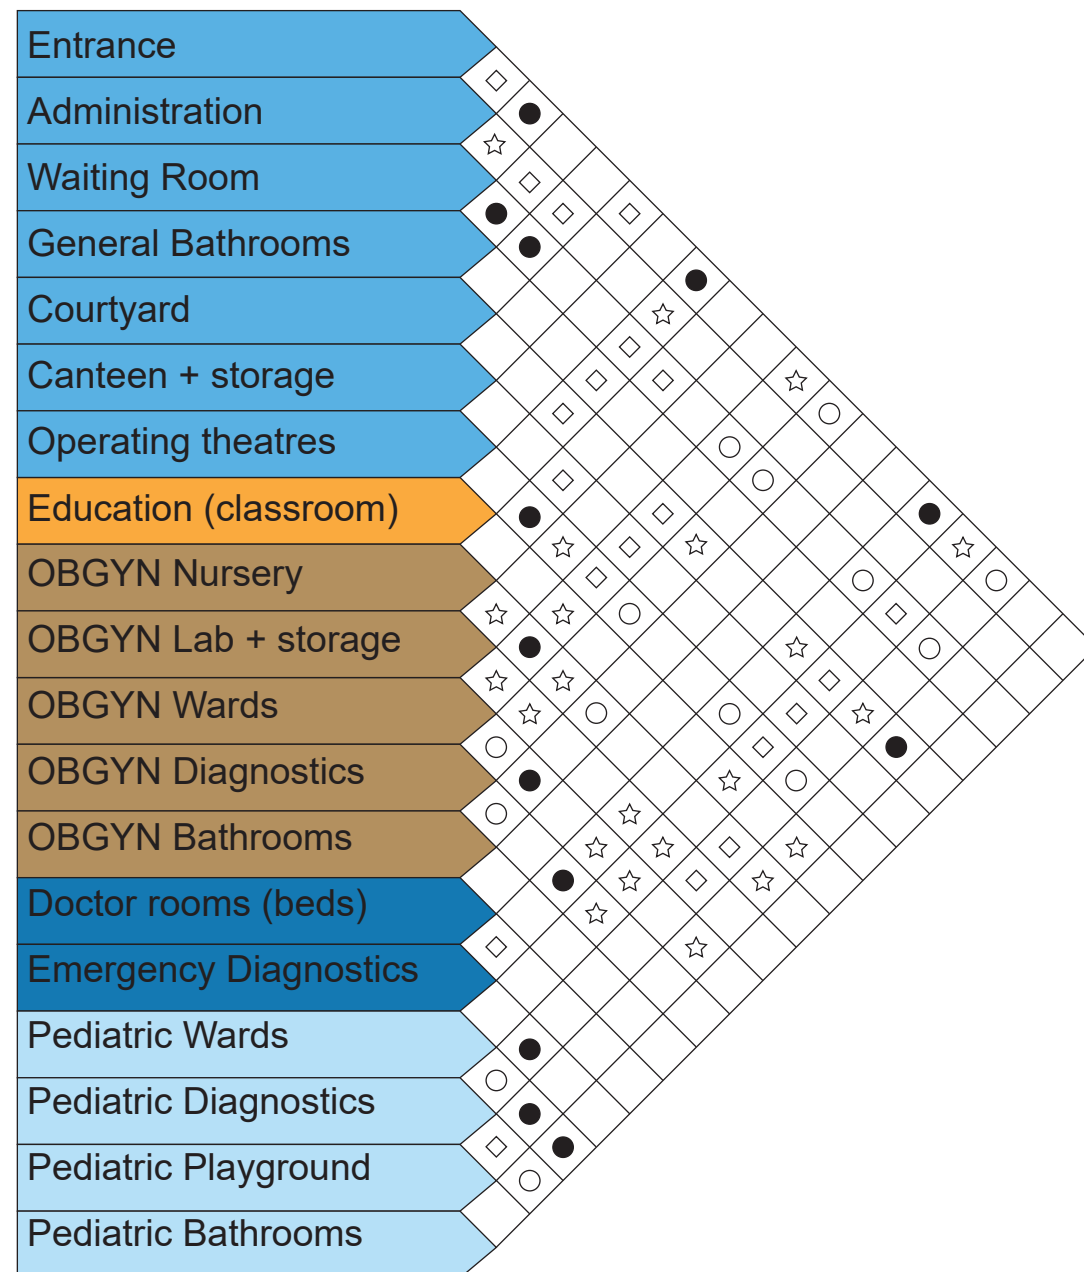 Entrance
Administration
Waiting Room
General Bathrooms
Courtyard
Canteen + storage
Operating theatres
Education (classroom)
OBGYN Nursery
OBGYN Lab + storage
OBGYN Wards
OBGYN Diagnostics
OBGYN Bathrooms
Doctor rooms (beds)
Emergency Diagnostics
Pediatric Wards
Pediatric Diagnostics
Pediatric Playground
Pediatric Bathrooms